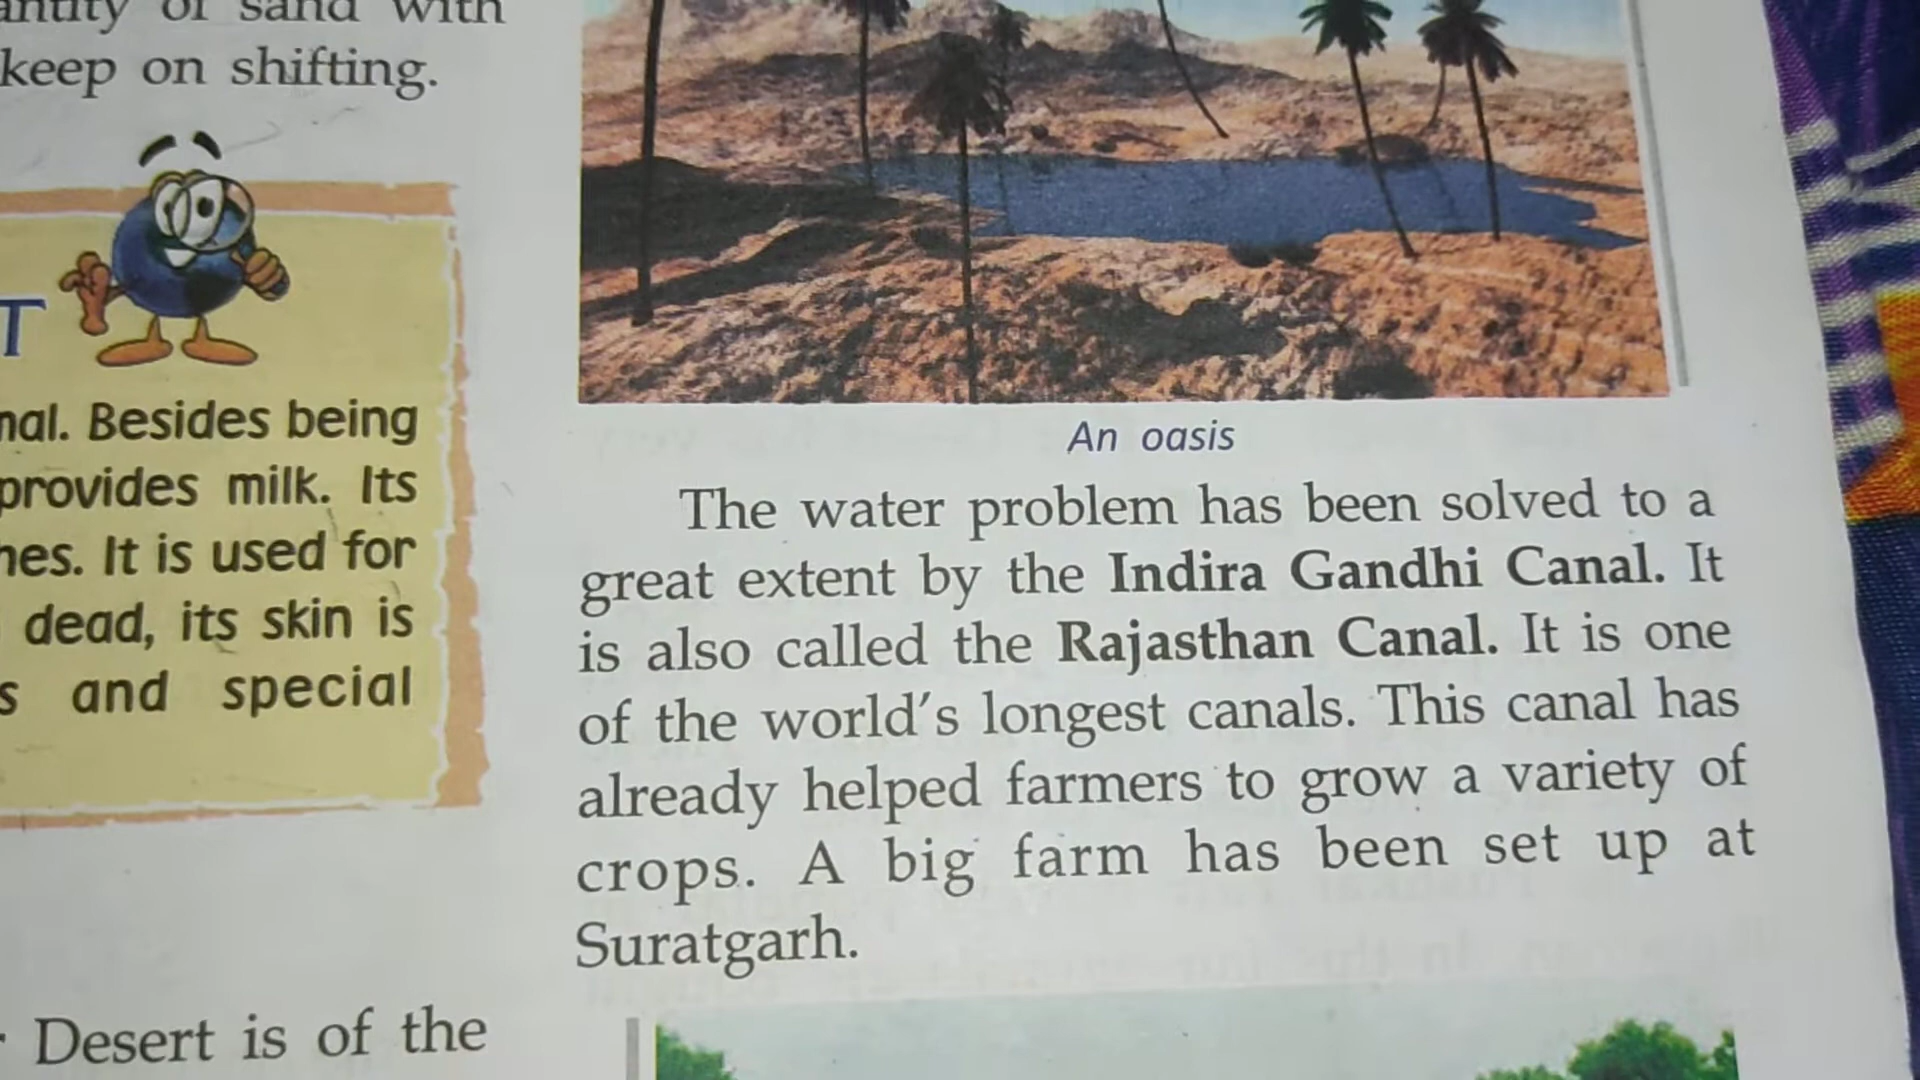 of sand with
keep on shifting.
T
Besides being
provides milk. Its
It is used for
dead, its skin is
and special
Desert is of the
An oasis
The water problem has been solved to a
great extent by the Indira Gandhi Canal. It
is also called the Rajasthan Canal. It is one
of the world's longest canals. This canal has
already helped farmers to grow a variety of
crops. A big farm has been set up at
Suratgarh.